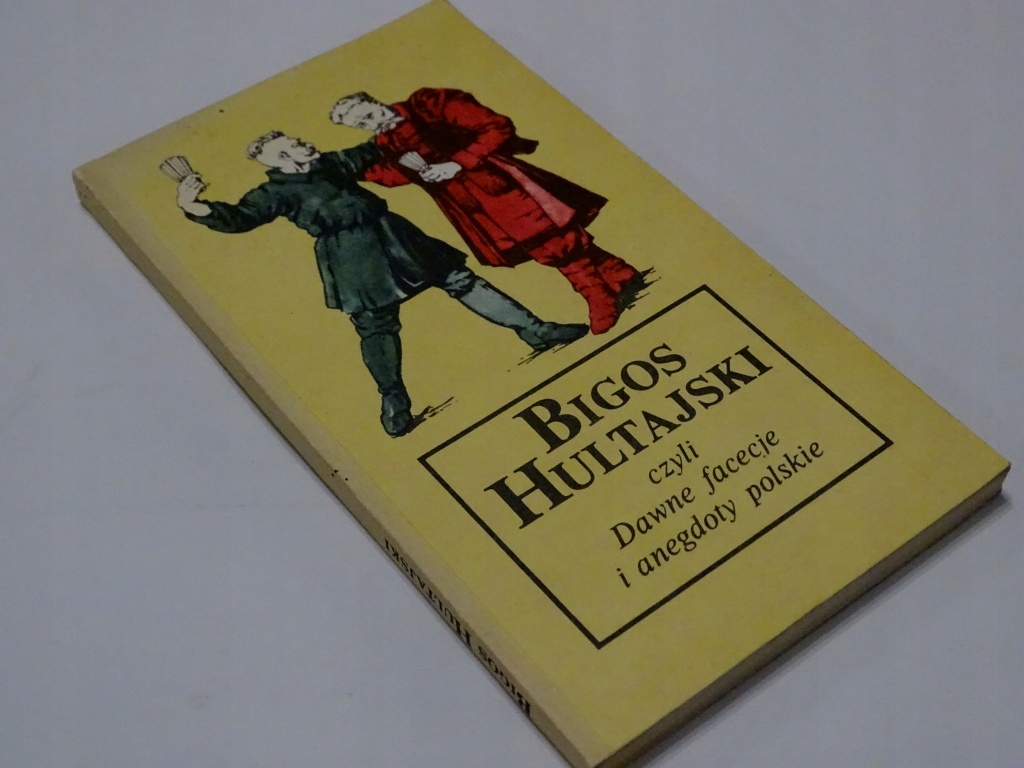 BIGOS
HULTAJSKI
czyli
Dawne facecje
i anegdoty polskie
BIGOS HULTAJSKI